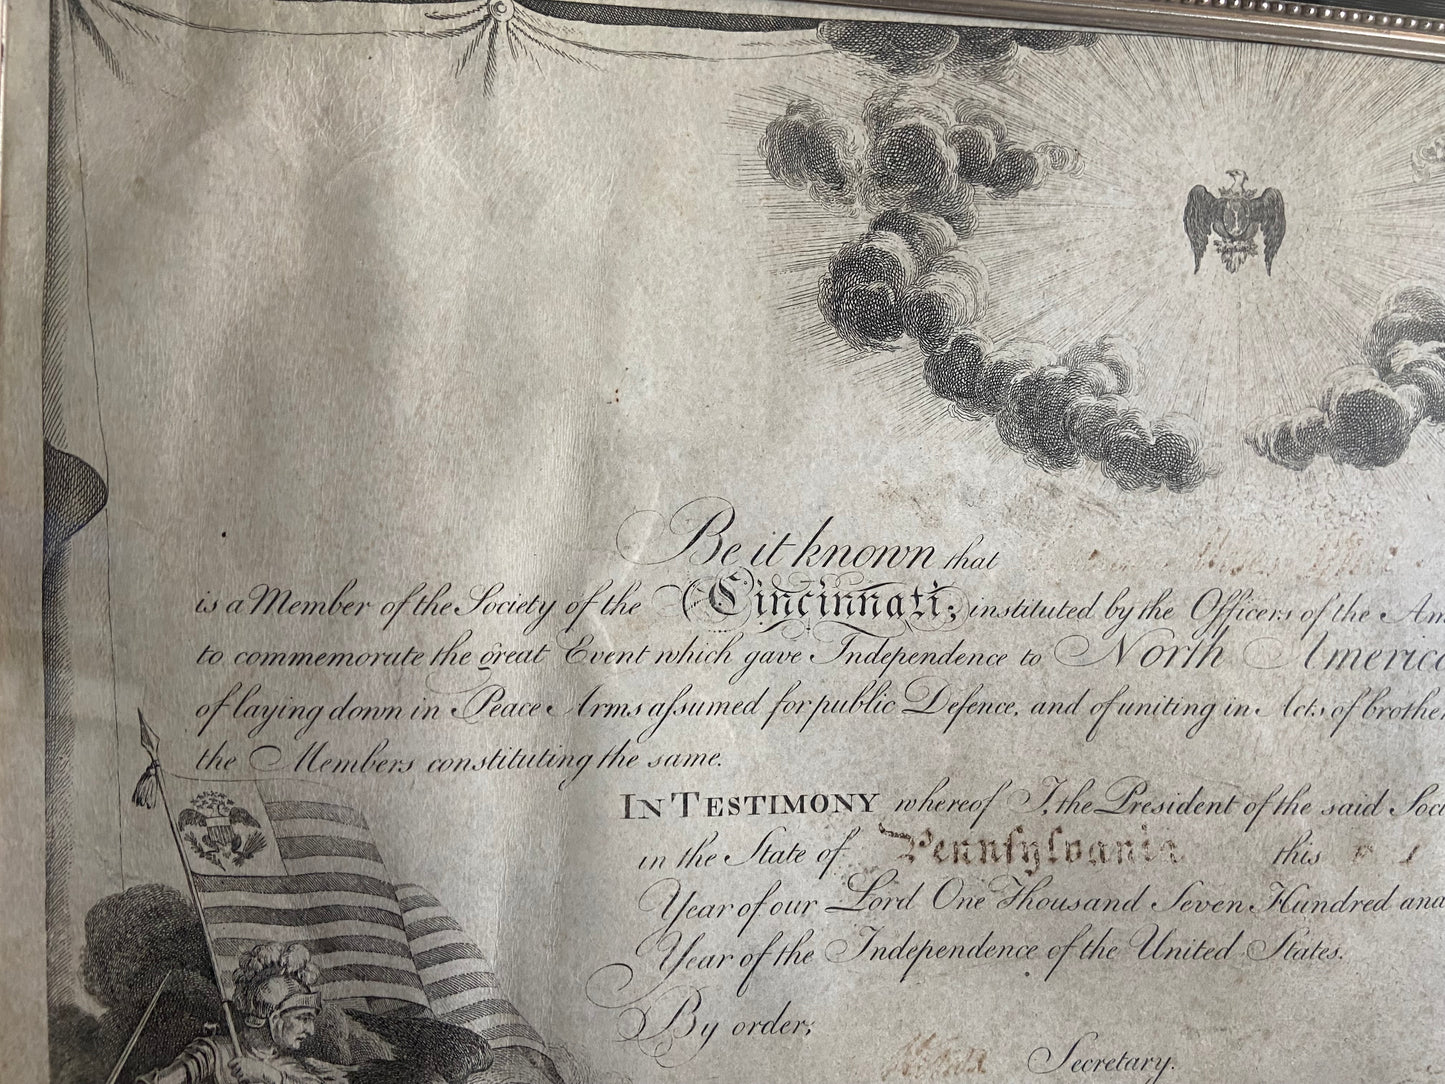 Be it known that
is a Member of the Society of the Cincinnati; instituted by the Officers of the Am
to commemorate the great Event which gave Independence to North America
of laying down in Peace Arms aſsumed for public Defence, and of uniting in Acts of brother
the Members constituting the same.
IN TESTIMONY whereof I, the President of the said Soc
in the State of Pennſylvania this
Year of our Lord One Thousand Seven Hundred and
Year of the Independence of the United States.
By order,
Secretary.